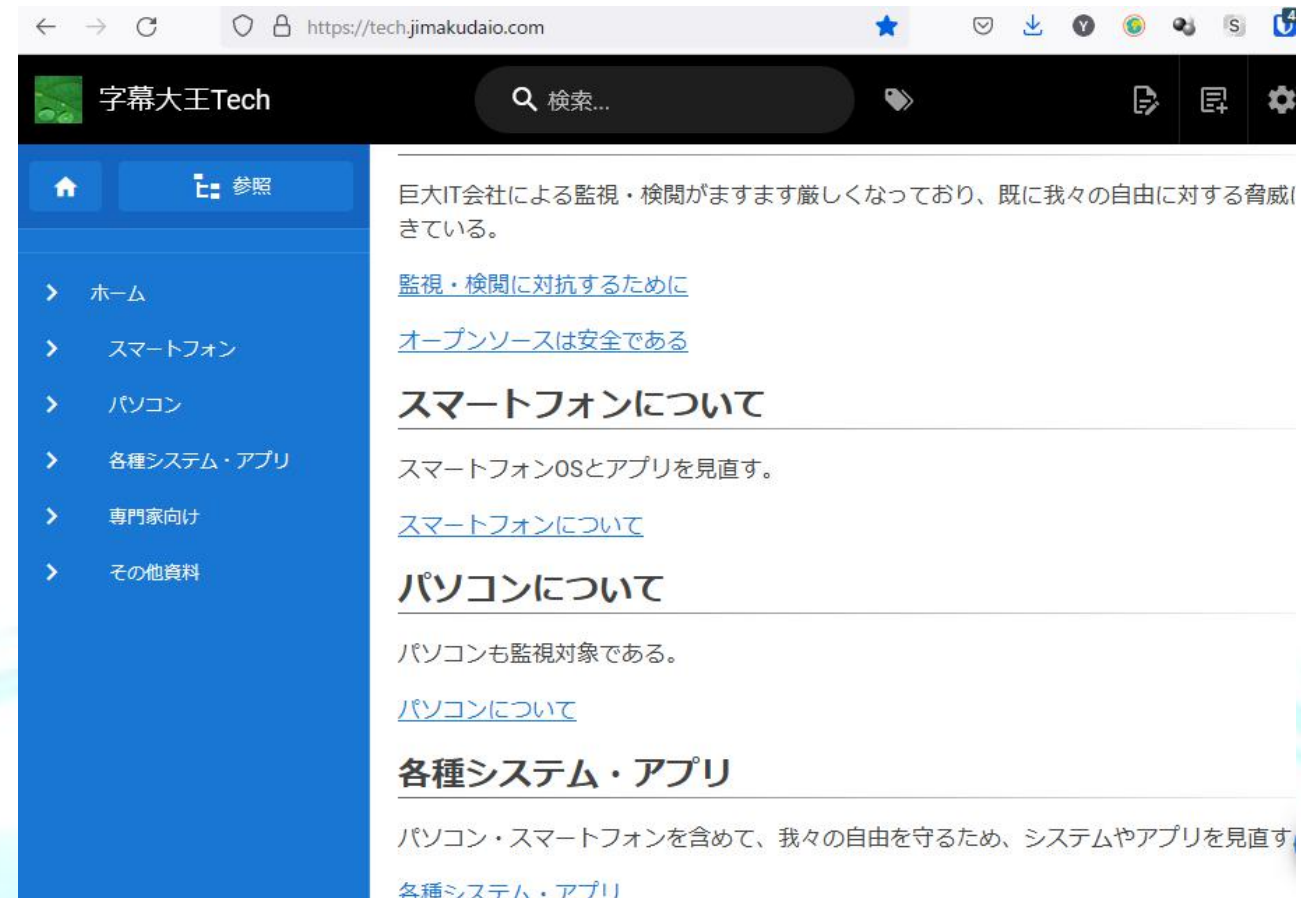 https://tech.jimakudaio.com
Y
S
4
字幕大王Tech
検索...
参照
ホーム
スマートフォン
パソコン
各種システム・アプリ
専門家向け
その他資料
巨大IT会社による監視・検閲がますます厳しくなっており、既に我々の自由に対する脅威に
きている。
監視・検閲に対抗するために
オープンソースは安全である
スマートフォンについて
スマートフォンOSとアプリを見直す。
スマートフォンについて
パソコンについて
パソコンも監視対象である。
パソコンについて
各種システム・アプリ
パソコン・スマートフォンを含めて、我々の自由を守るため、システムやアプリを見直す
各種システム・アプリ